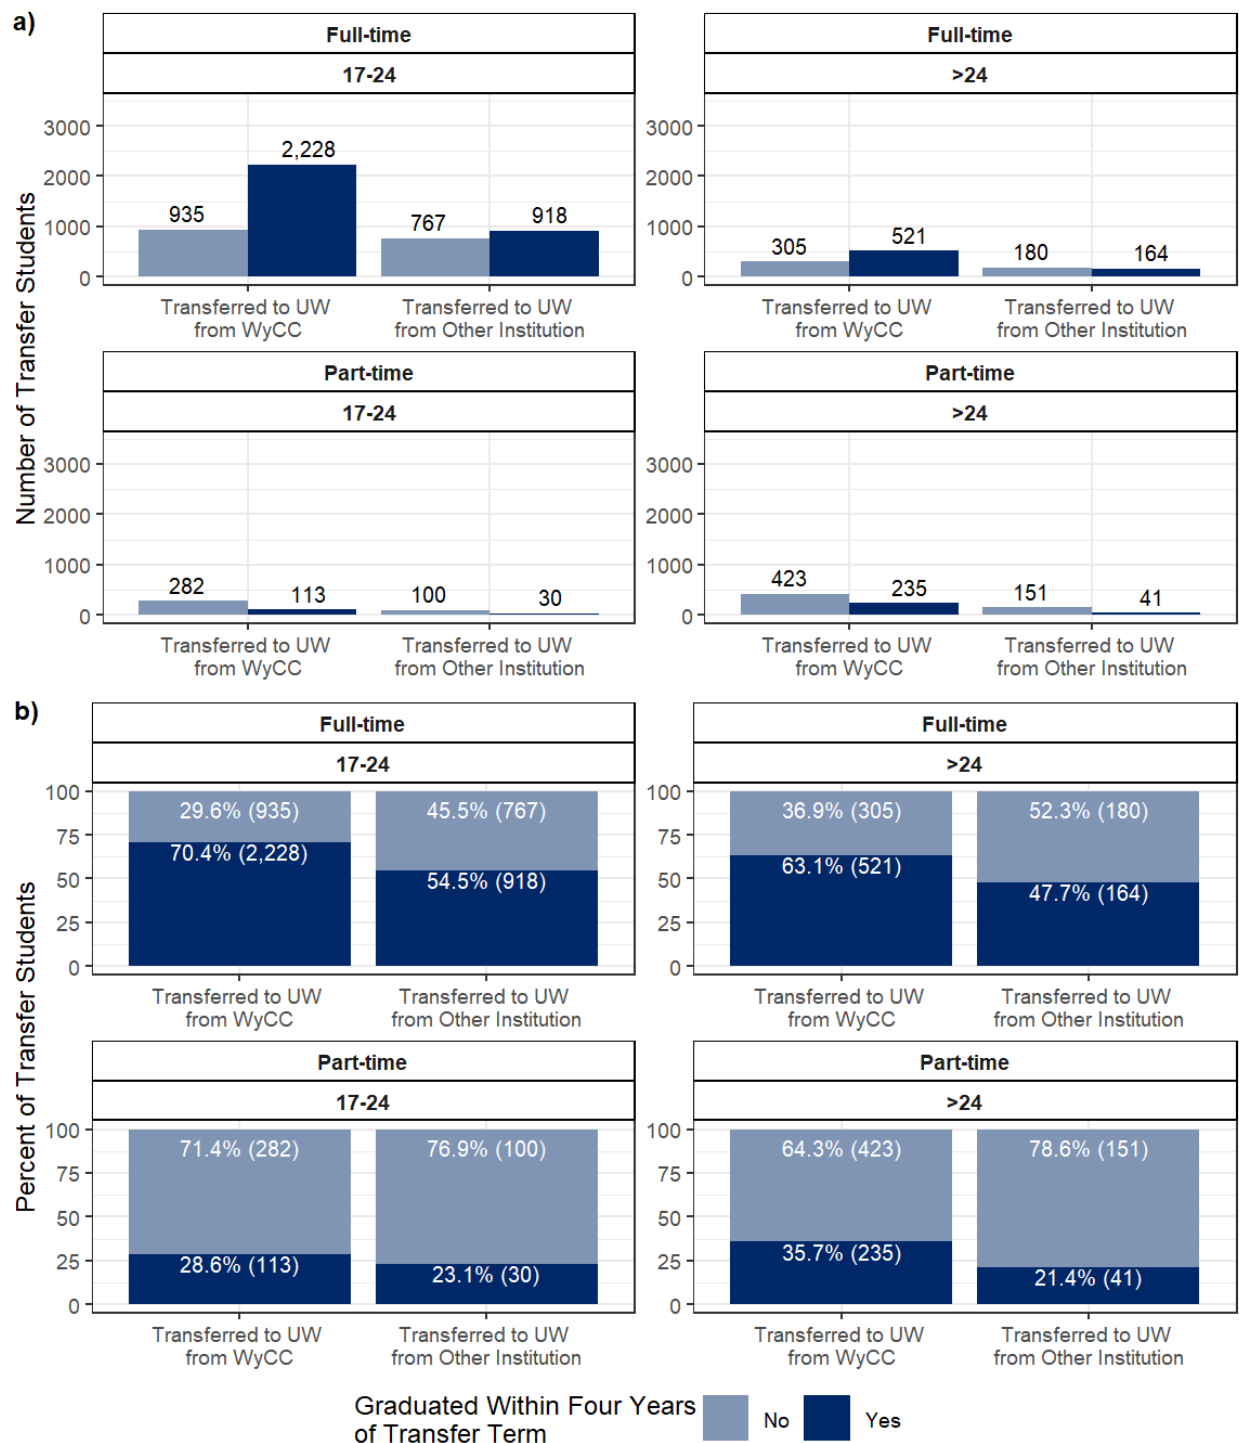 a)
Number of Transfer Students
Full-time
17-24
3000
2000
1000
0
935
2,228
767
918
Transferred to UW
from WyCC
Transferred to UW
from Other Institution
Full-time
>24
3000
2000
1000
0
305
521
180
164
Transferred to UW
from WyCC
Transferred to UW
from Other Institution
Part-time
17-24
3000
2000
1000
0
282
113
100
30
Transferred to UW
from WyCC
Transferred to UW
from Other Institution
Part-time
>24
3000
2000
1000
0
423
235
151
41
Transferred to UW
from WyCC
Transferred to UW
from Other Institution
b)
Percent of Transfer Students
Full-time
17-24
100
75
50
25
0
29.6% (935)
70.4% (2,228)
45.5% (767)
54.5% (918)
Transferred to UW
from WyCC
Transferred to UW
from Other Institution
Full-time
>24
100
75
50
25
0
36.9% (305)
63.1% (521)
52.3% (180)
47.7% (164)
Transferred to UW
from WyCC
Transferred to UW
from Other Institution
Part-time
17-24
100
75
50
25
0
71.4% (282)
28.6% (113)
76.9% (100)
23.1% (30)
Transferred to UW
from WyCC
Transferred to UW
from Other Institution
Part-time
>24
100
75
50
25
0
64.3% (423)
35.7% (235)
78.6% (151)
21.4% (41)
Transferred to UW
from WyCC
Transferred to UW
from Other Institution
Graduated Within Four Years
of Transfer Term
No
Yes